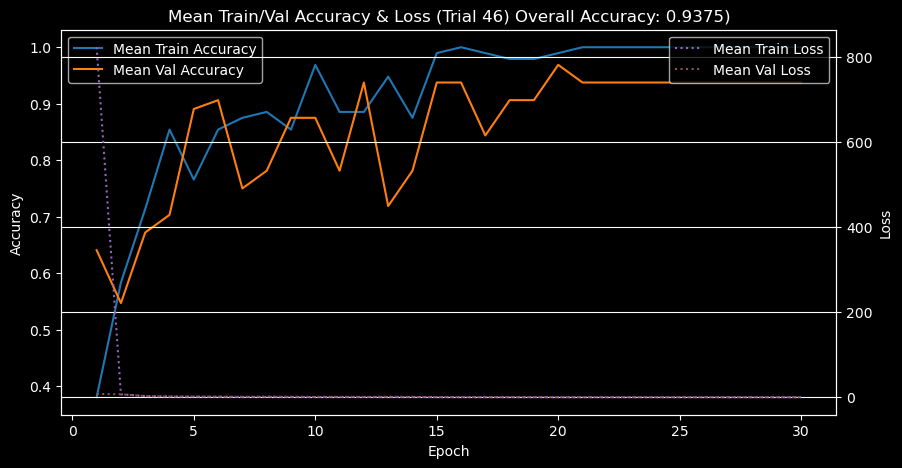 Mean Train/Val Accuracy & Loss (Trial 46) Overall Accuracy: 0.9375)
Mean Train Accuracy
Mean Val Accuracy
Mean Train Loss
Mean Val Loss
1.0
0.9
0.8
0.7
0.6
0.5
0.4
Accuracy
800
600
400
200
0
Loss
0 5 10 15 20 25 30
Epoch